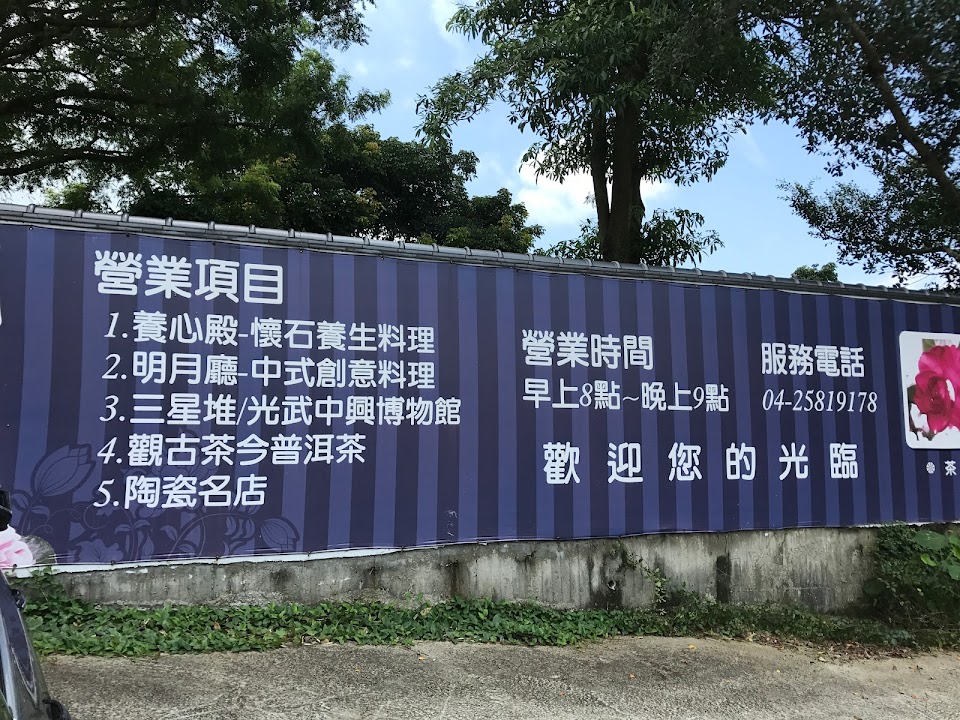 營業項目
1.養心殿-懷石養生料理
2.明月廳-中式創意料理
3.三星堆/光武中興博物館
4.觀古茶今普洱茶
5.陶瓷名店
營業時間
早上8點~晚上9點
服務電話
04-25819178
歡迎您的光臨
茶